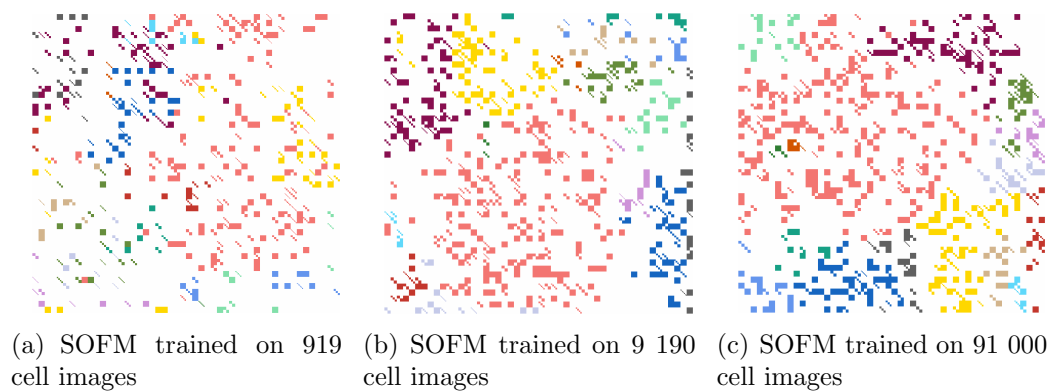 (a) SOFM trained on 919
cell images
(b) SOFM trained on 9 190
cell images
(c) SOFM trained on 91 000
cell images